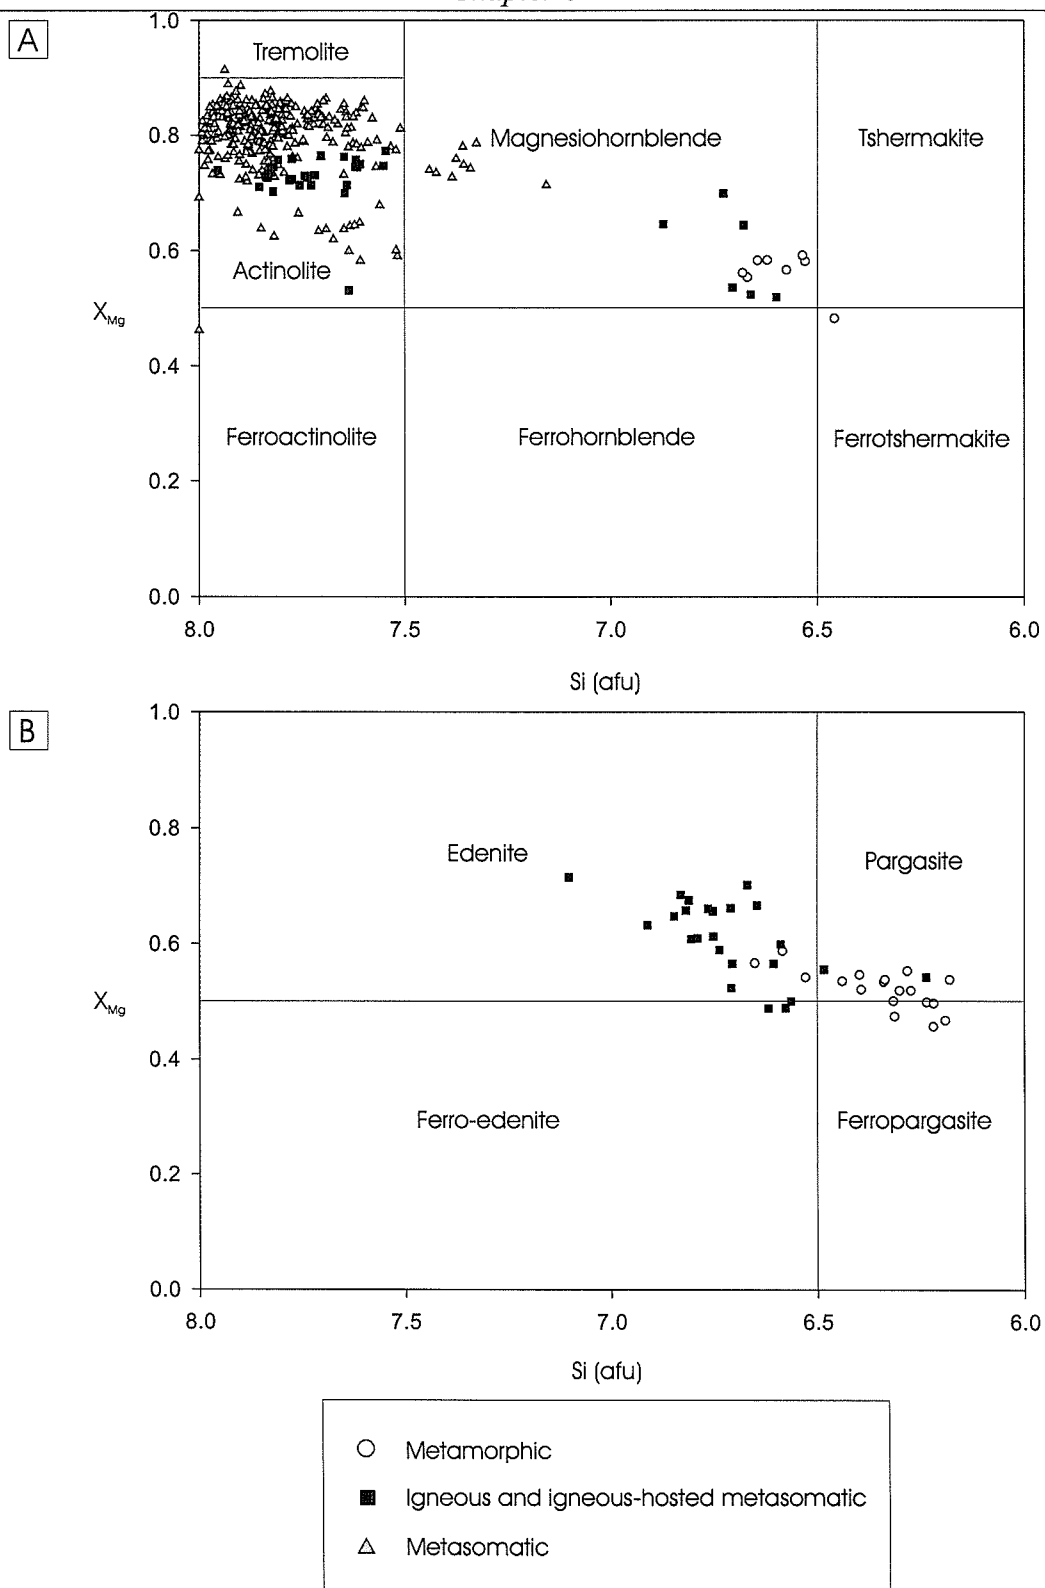 A
1.0
Tremolite
0.8
Magnesiohornblende
Tshermakite
0.6
Actinolite
XMg
0.4
Ferroactinolite
Ferrohornblende
Ferrotshermakite
0.2
0.0
8.0 7.5 7.0 6.5 6.0
Si (afu)
B
1.0
0.8
Edenite
Pargasite
0.6
XMg
0.4
Ferro-edenite
Ferropargasite
0.2
0.0
8.0 7.5 7.0 6.5 6.0
Si (afu)
Metamorphic
Igneous and igneous-hosted metasomatic
Metasomatic